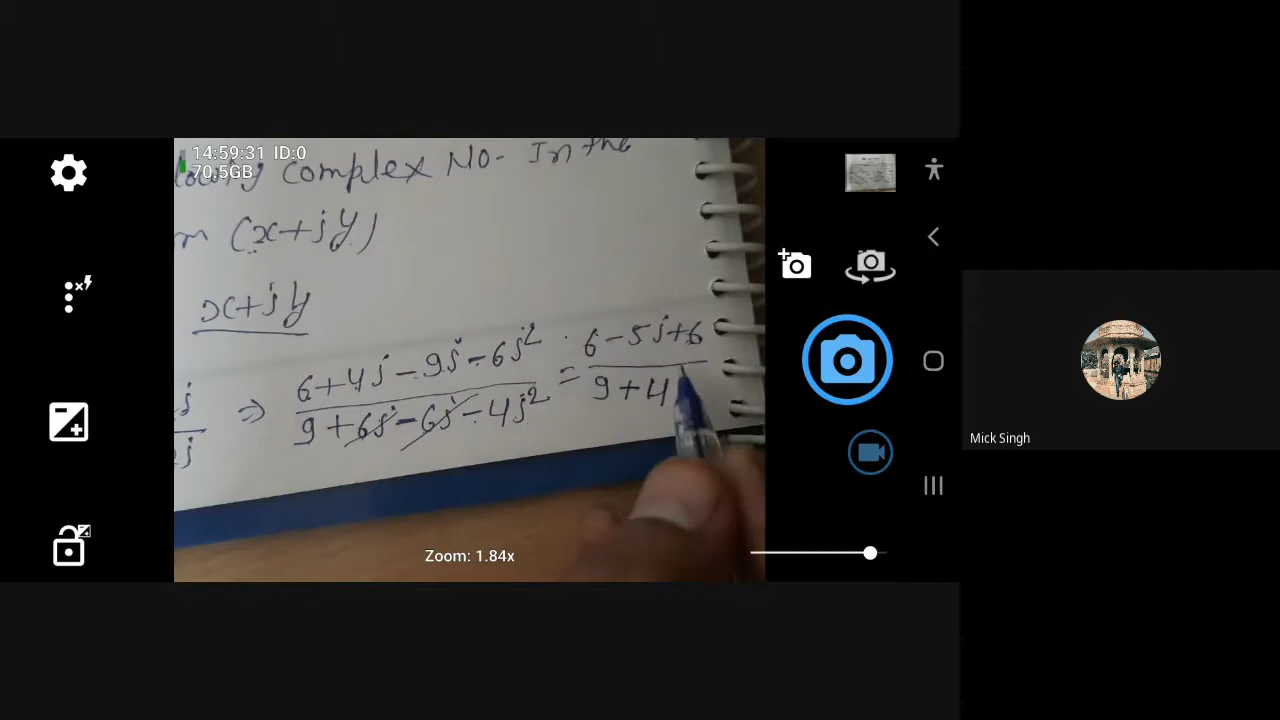 14:59:31 ID:0
70.5GB
complex No- In the
(x+jy)
x+jy
j ⇒ 6+4j-9j-6j² / 9+6j-6j-4j² = 6-5j+6 / 9+4
2j
Zoom: 1.84x
Mick Singh